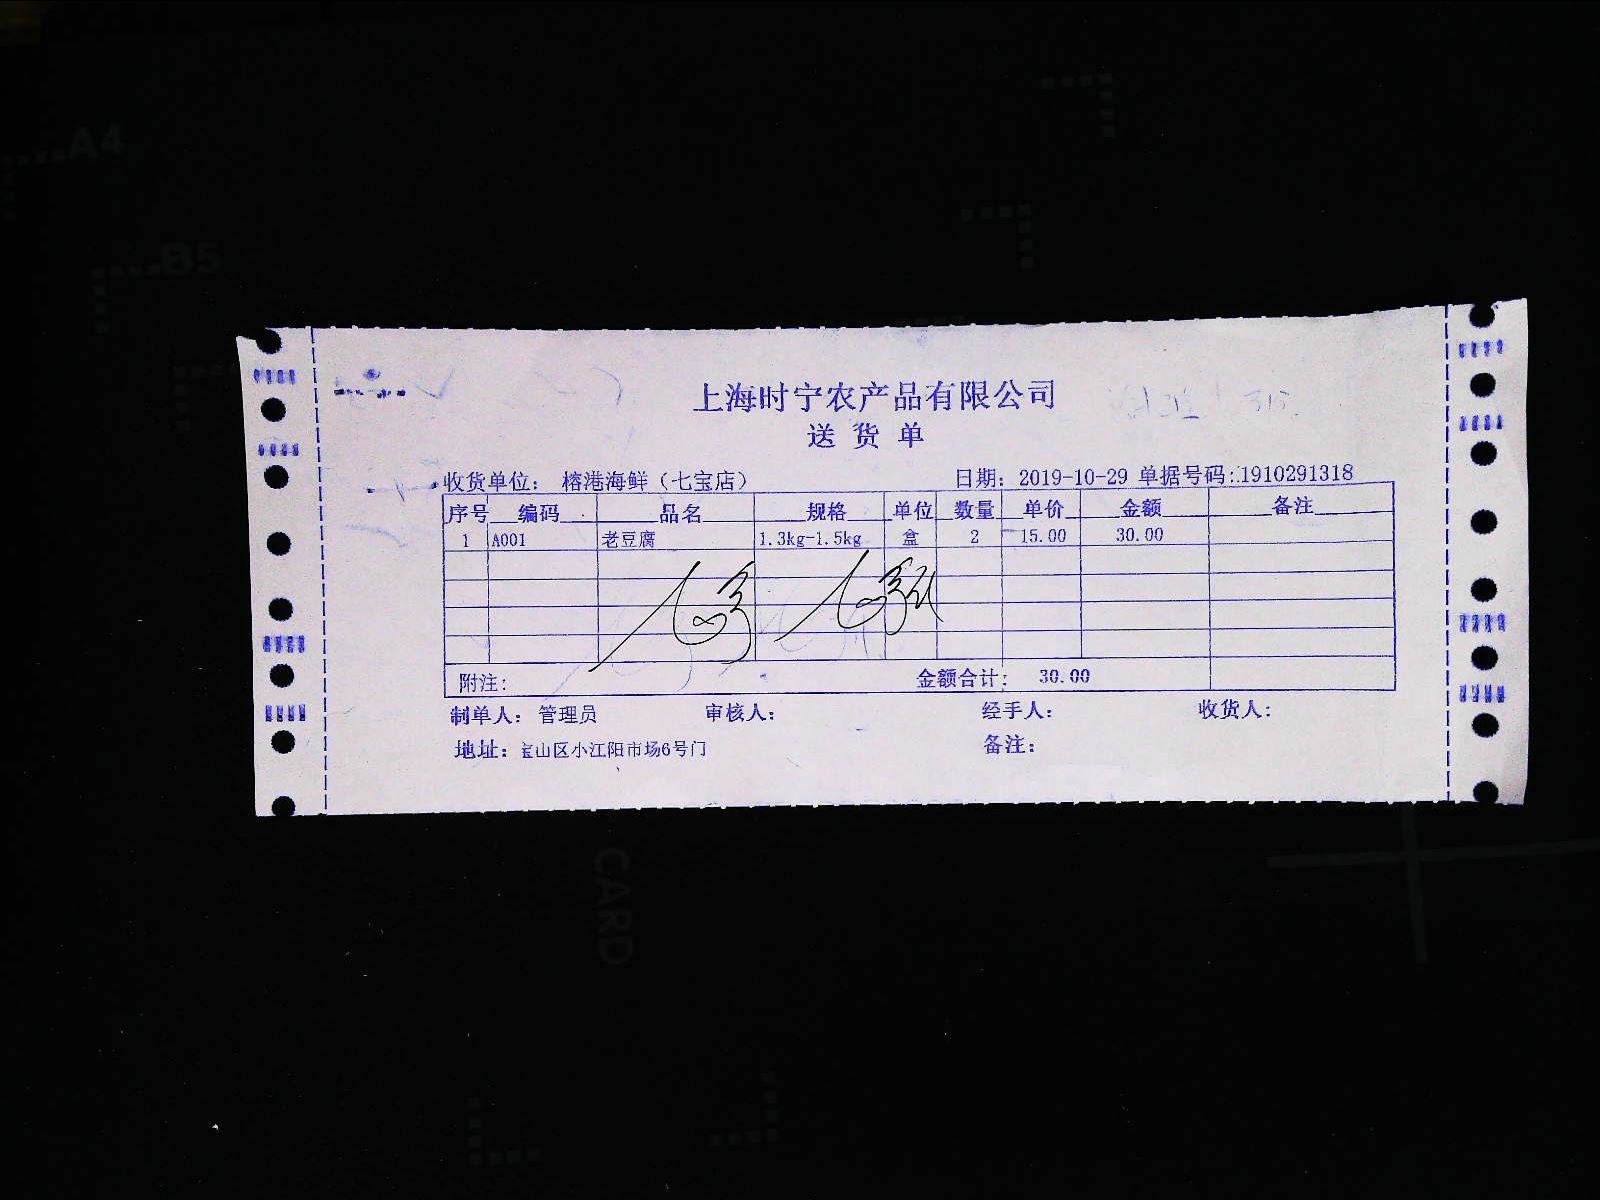 A4
B5
上海时宁农产品有限公司
送货单
收货单位： 榕港海鲜（七宝店） 日期：2019-10-29 单据号码:1910291318
序号 编码 品名 规格 单位 数量 单价 金额 备注
1 A001 老豆腐 1.3kg-1.5kg 盒 2 15.00 30.00
附注: 金额合计: 30.00
制单人：管理员 审核人： 经手人： 收货人：
地址：宝山区小江阳市场6号门 备注：
CARD